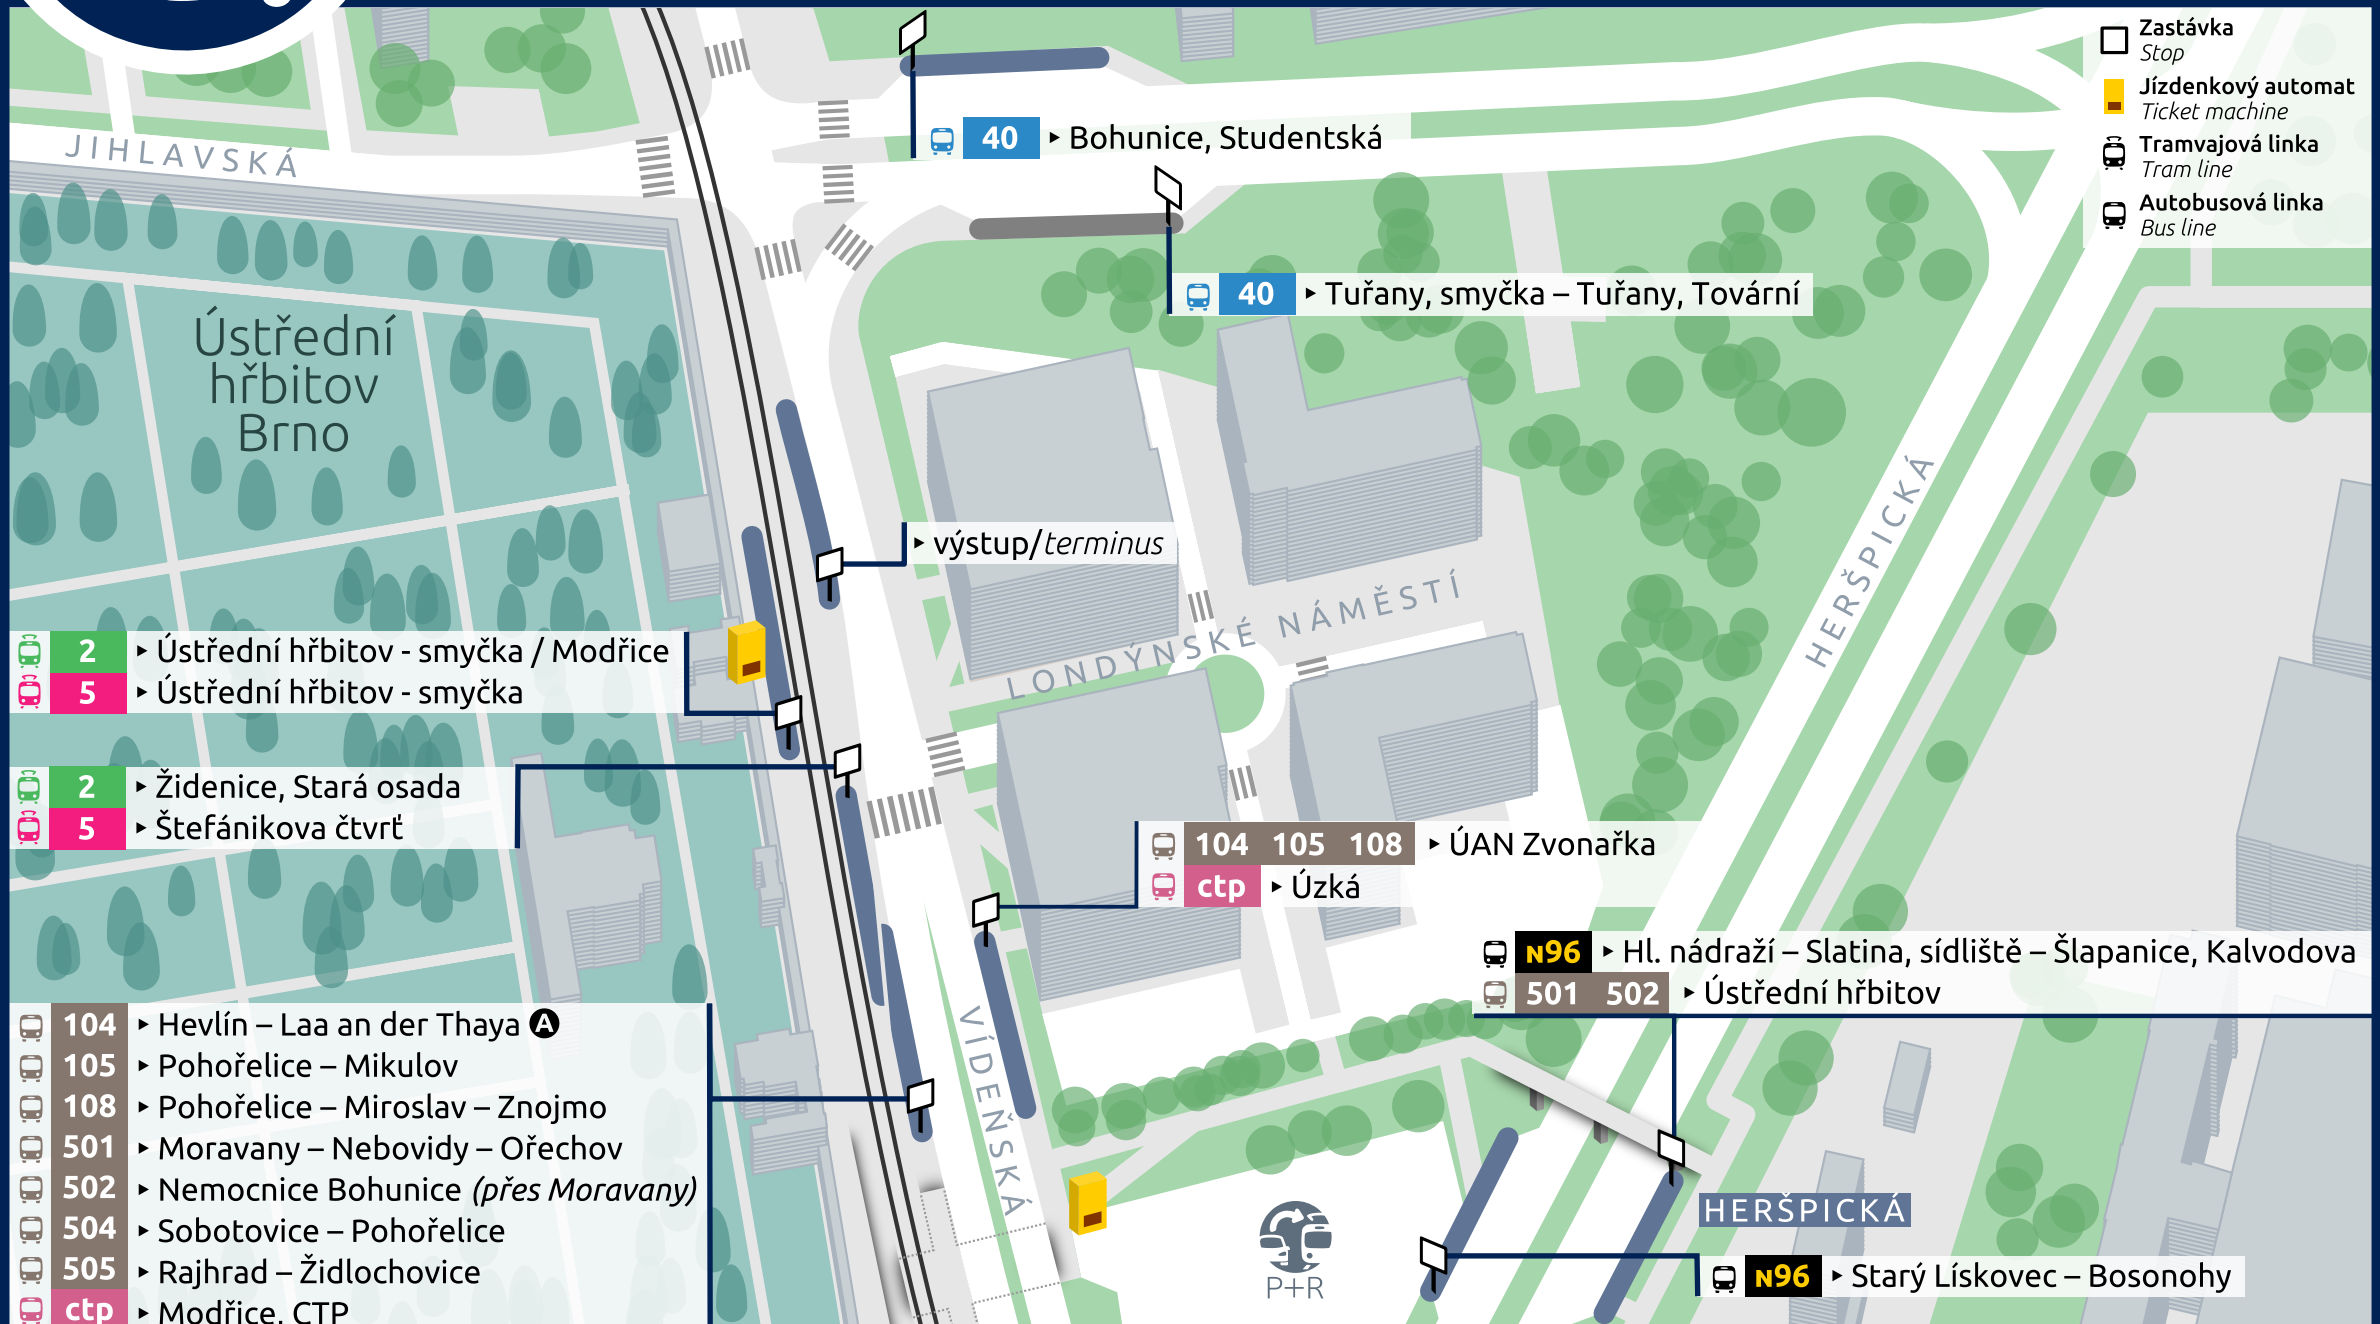 Zastávka
Stop
Jízdenkový automat
Ticket machine
Tramvajová linka
Tram line
Autobusová linka
Bus line
JIHLAVSKÁ
40 ▸ Bohunice, Studentská
40 ▸ Tuřany, smyčka – Tuřany, Tovární
Ústřední
hřbitov
Brno
HERŠPICKÁ
▸ výstup/terminus
LONDÝNSKÉ NÁMĚSTÍ
2 ▸ Ústřední hřbitov - smyčka / Modřice
5 ▸ Ústřední hřbitov - smyčka
2 ▸ Židenice, Stará osada
5 ▸ Štefánikova čtvrť
104 105 108 ▸ ÚAN Zvonařka
ctp ▸ Úzká
N96 ▸ Hl. nádraží – Slatina, sídliště – Šlapanice, Kalvodova
501 502 ▸ Ústřední hřbitov
104 ▸ Hevlín – Laa an der Thaya A
105 ▸ Pohořelice – Mikulov
108 ▸ Pohořelice – Miroslav – Znojmo
501 ▸ Moravany – Nebovidy – Ořechov
502 ▸ Nemocnice Bohunice (přes Moravany)
504 ▸ Sobotovice – Pohořelice
505 ▸ Rajhrad – Židlochovice
ctp ▸ Modřice, CTP
VÍDEŇSKÁ
P+R
HERŠPICKÁ
N96 ▸ Starý Lískovec – Bosonohy